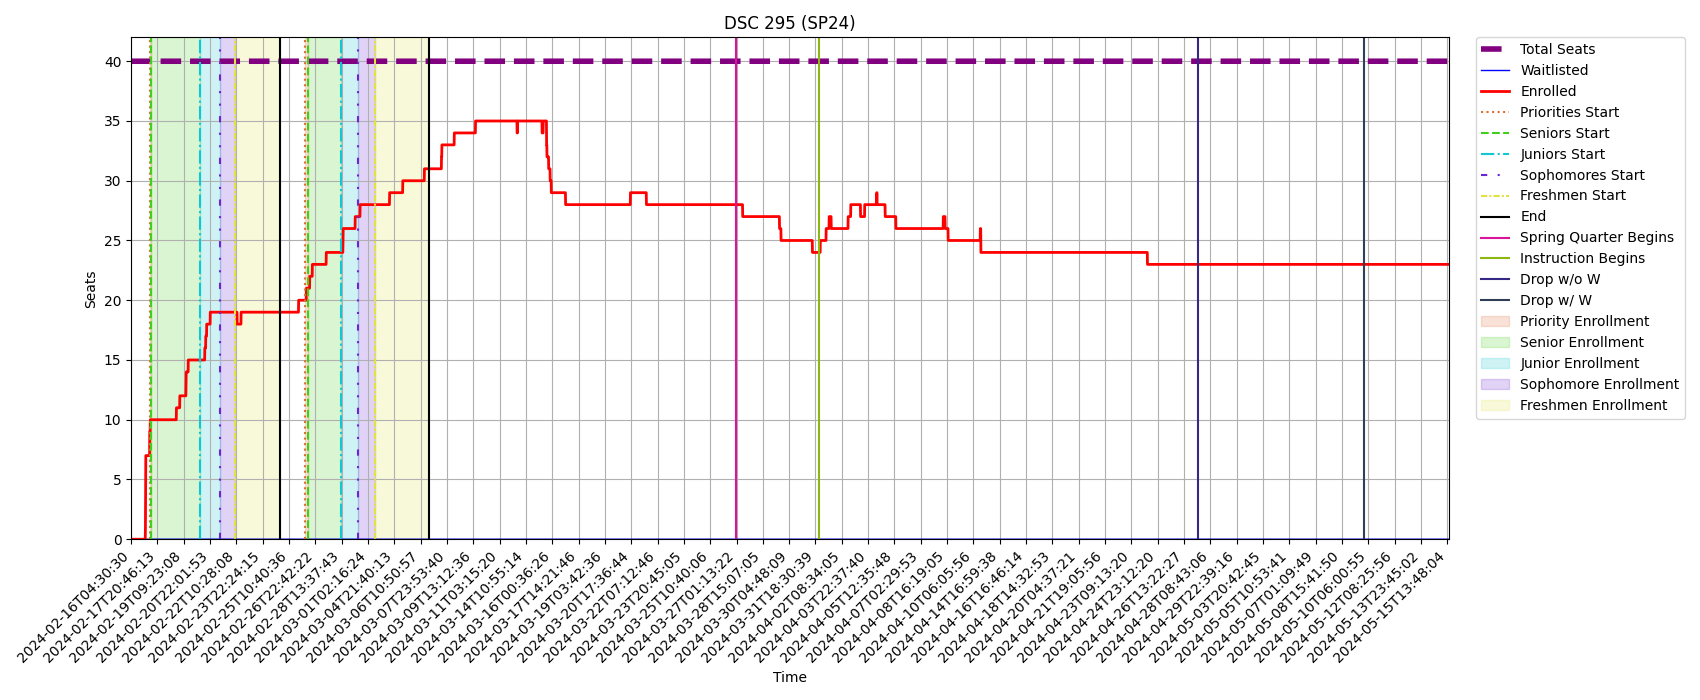 DSC 295 (SP24)
Seats
40
35
30
25
20
15
10
5
0
2024-02-16T04:30:30
2024-02-17T20:46:13
2024-02-19T09:23:08
2024-02-20T22:01:53
2024-02-22T10:28:08
2024-02-23T22:24:15
2024-02-25T10:40:36
2024-02-26T22:42:22
2024-02-28T13:37:43
2024-03-01T02:16:24
2024-03-04T21:40:13
2024-03-06T10:50:57
2024-03-07T23:53:40
2024-03-09T13:12:36
2024-03-11T03:15:20
2024-03-14T10:55:14
2024-03-16T00:36:26
2024-03-17T14:21:46
2024-03-19T03:42:36
2024-03-20T17:36:44
2024-03-22T07:12:46
2024-03-23T20:45:05
2024-03-25T10:40:06
2024-03-27T01:13:22
2024-03-28T15:07:05
2024-03-30T04:48:09
2024-03-31T18:30:39
2024-04-02T08:34:05
2024-04-03T22:37:40
2024-04-05T12:35:48
2024-04-07T02:29:53
2024-04-08T16:19:05
2024-04-10T06:05:56
2024-04-14T16:59:38
2024-04-16T16:46:14
2024-04-18T14:32:53
2024-04-20T04:37:21
2024-04-21T19:05:56
2024-04-23T09:13:20
2024-04-24T23:12:20
2024-04-26T13:22:27
2024-04-28T08:43:06
2024-04-29T22:39:16
2024-05-03T20:42:45
2024-05-05T10:53:41
2024-05-07T01:09:49
2024-05-08T15:41:50
2024-05-10T06:00:55
2024-05-12T08:25:56
2024-05-13T23:45:02
2024-05-15T13:48:04
Time
Total Seats
Waitlisted
Enrolled
Priorities Start
Seniors Start
Juniors Start
Sophomores Start
Freshmen Start
End
Spring Quarter Begins
Instruction Begins
Drop w/o W
Drop w/ W
Priority Enrollment
Senior Enrollment
Junior Enrollment
Sophomore Enrollment
Freshmen Enrollment